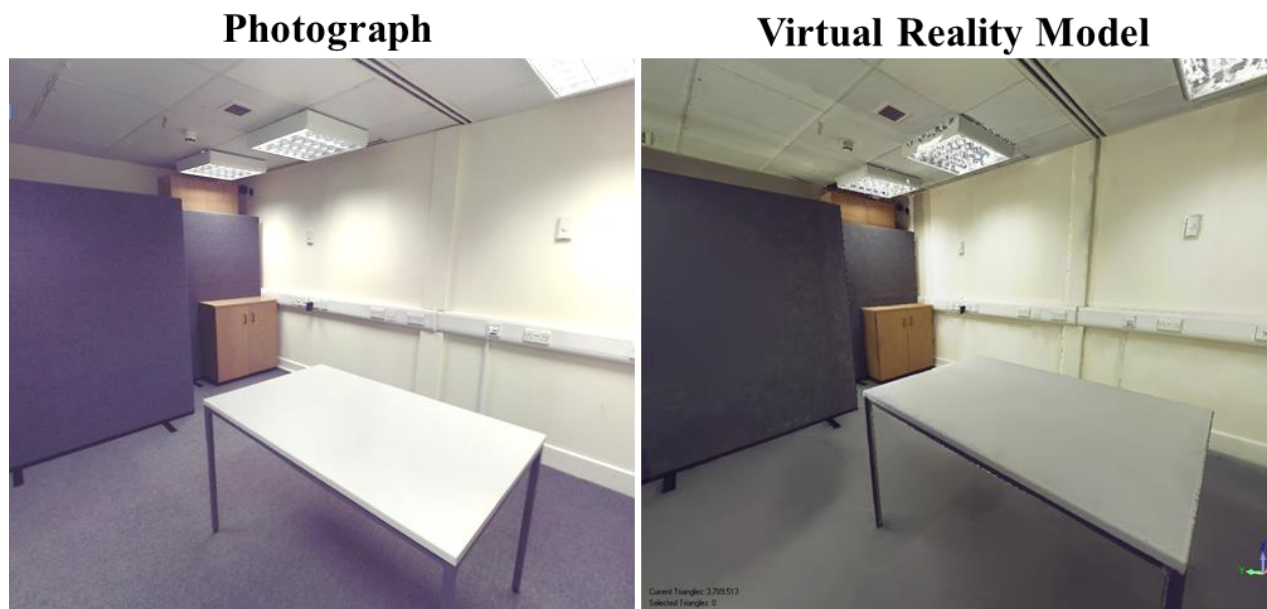 Photograph
Virtual Reality Model
Current Triangles: 3,789,513
Selected Triangles: 0
Y